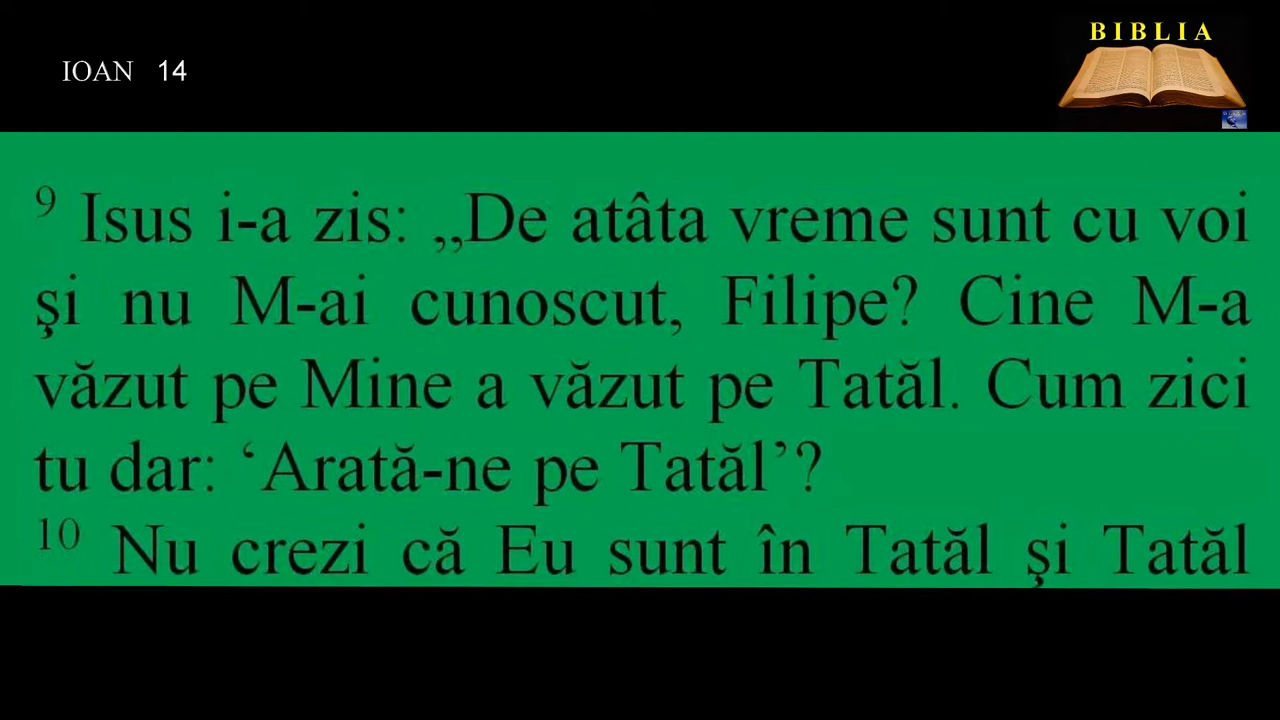 BIBLIA
IOAN 14
9 Isus i-a zis: „De atâta vreme sunt cu voi
şi nu M-ai cunoscut, Filipe? Cine M-a
văzut pe Mine a văzut pe Tatăl. Cum zici
tu dar: ‘Arată-ne pe Tatăl’?
10 Nu crezi că Eu sunt în Tatăl şi Tatăl